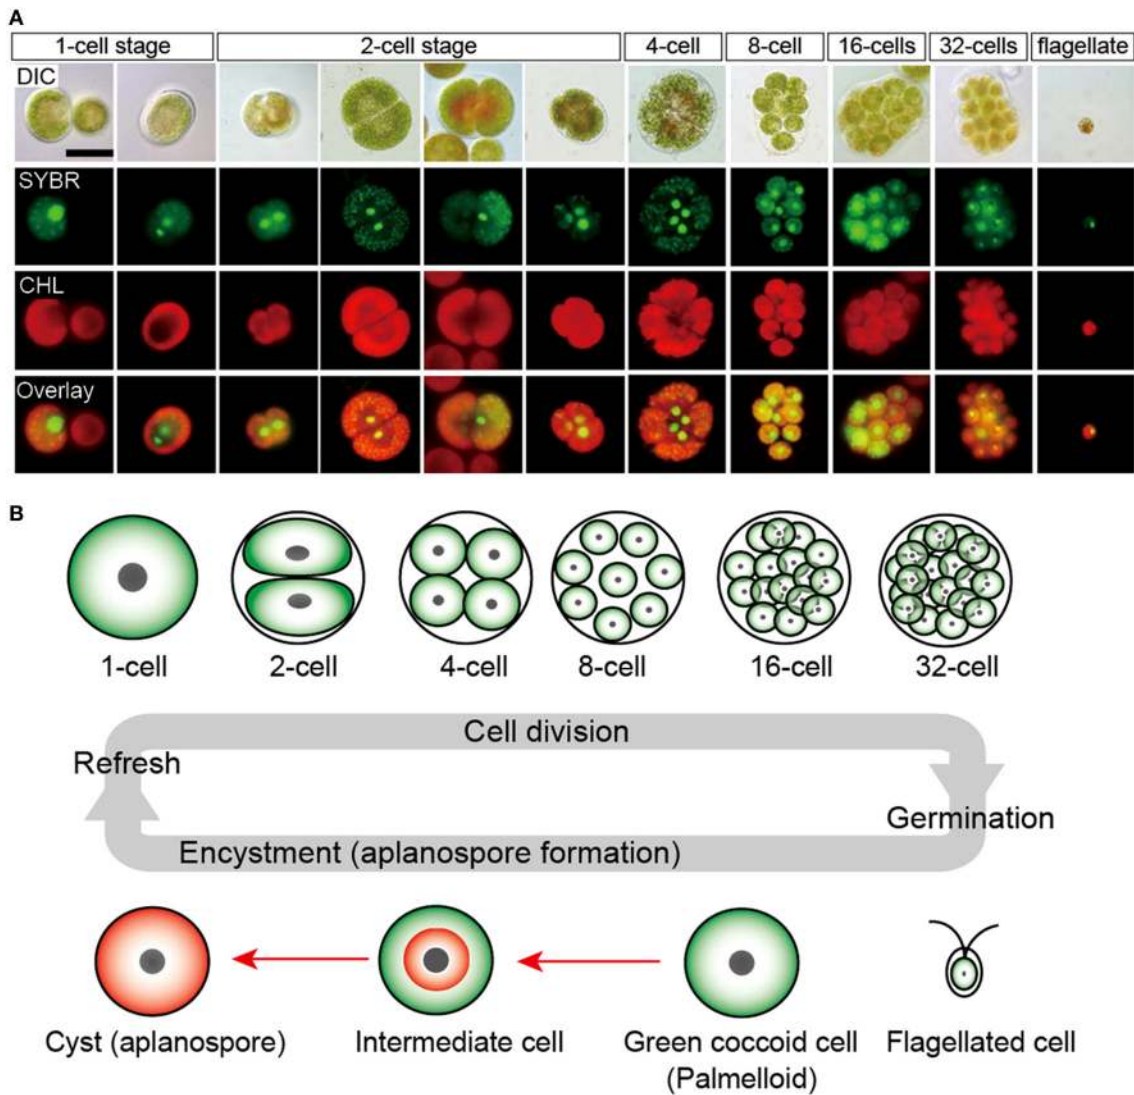 A
1-cell stage 2-cell stage 4-cell 8-cell 16-cells 32-cells flagellate
DIC
SYBR
CHL
Overlay
B
1-cell 2-cell 4-cell 8-cell 16-cell 32-cell
Cell division
Refresh
Germination
Encystment (aplanospore formation)
Cyst (aplanospore) Intermediate cell Green coccoid cell Flagellated cell
(Palmelloid)